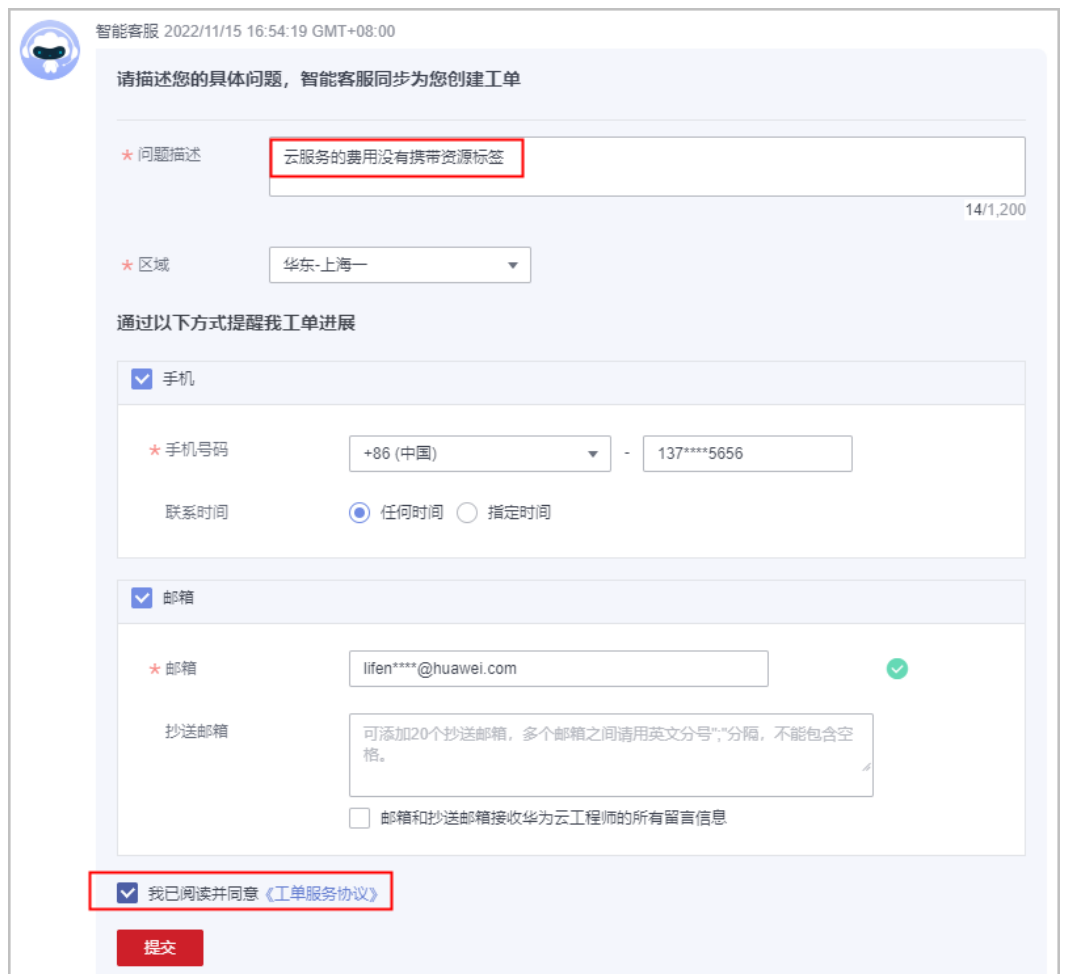 智能客服 2022/11/15 16:54:19 GMT+08:00
请描述您的具体问题，智能客服同步为您创建工单
* 问题描述
云服务的费用没有携带资源标签
14/1,200
* 区域
华东-上海一
通过以下方式提醒我工单进展
手机
* 手机号码
+86 (中国)
-
137****5656
联系时间
任何时间
指定时间
邮箱
* 邮箱
lifen****@huawei.com
抄送邮箱
可添加20个抄送邮箱，多个邮箱之间请用英文分号";"分隔，不能包含空
格。
邮箱和抄送邮箱接收华为云工程师的所有留言信息
我已阅读并同意《工单服务协议》
提交